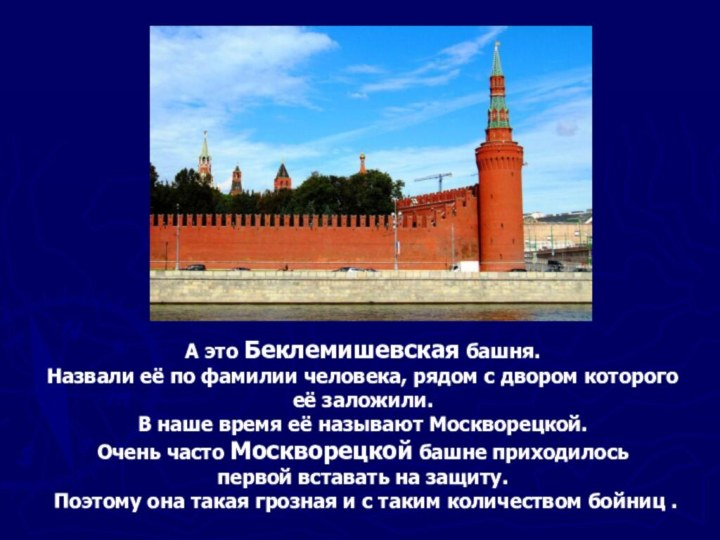 А это Беклемишевская башня.
Назвали её по фамилии человека, рядом с двором которого
её заложили.
В наше время её называют Москворецкой.
Очень часто Москворецкой башне приходилось
первой вставать на защиту.
Поэтому она такая грозная и с таким количеством бойниц .